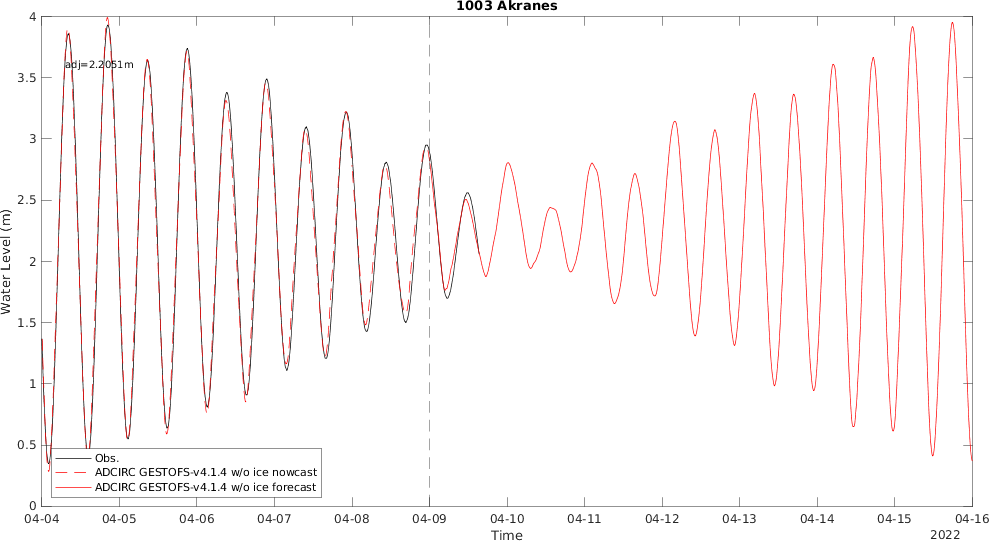 1003 Akranes
adj=2.2051m
Water Level (m)
4
3.5
3
2.5
2
1.5
1
0.5
0
Obs.
ADCIRC GESTOFS-v4.1.4 w/o ice nowcast
ADCIRC GESTOFS-v4.1.4 w/o ice forecast
04-04 04-05 04-06 04-07 04-08 04-09 04-10 04-11 04-12 04-13 04-14 04-15 04-16
Time
2022